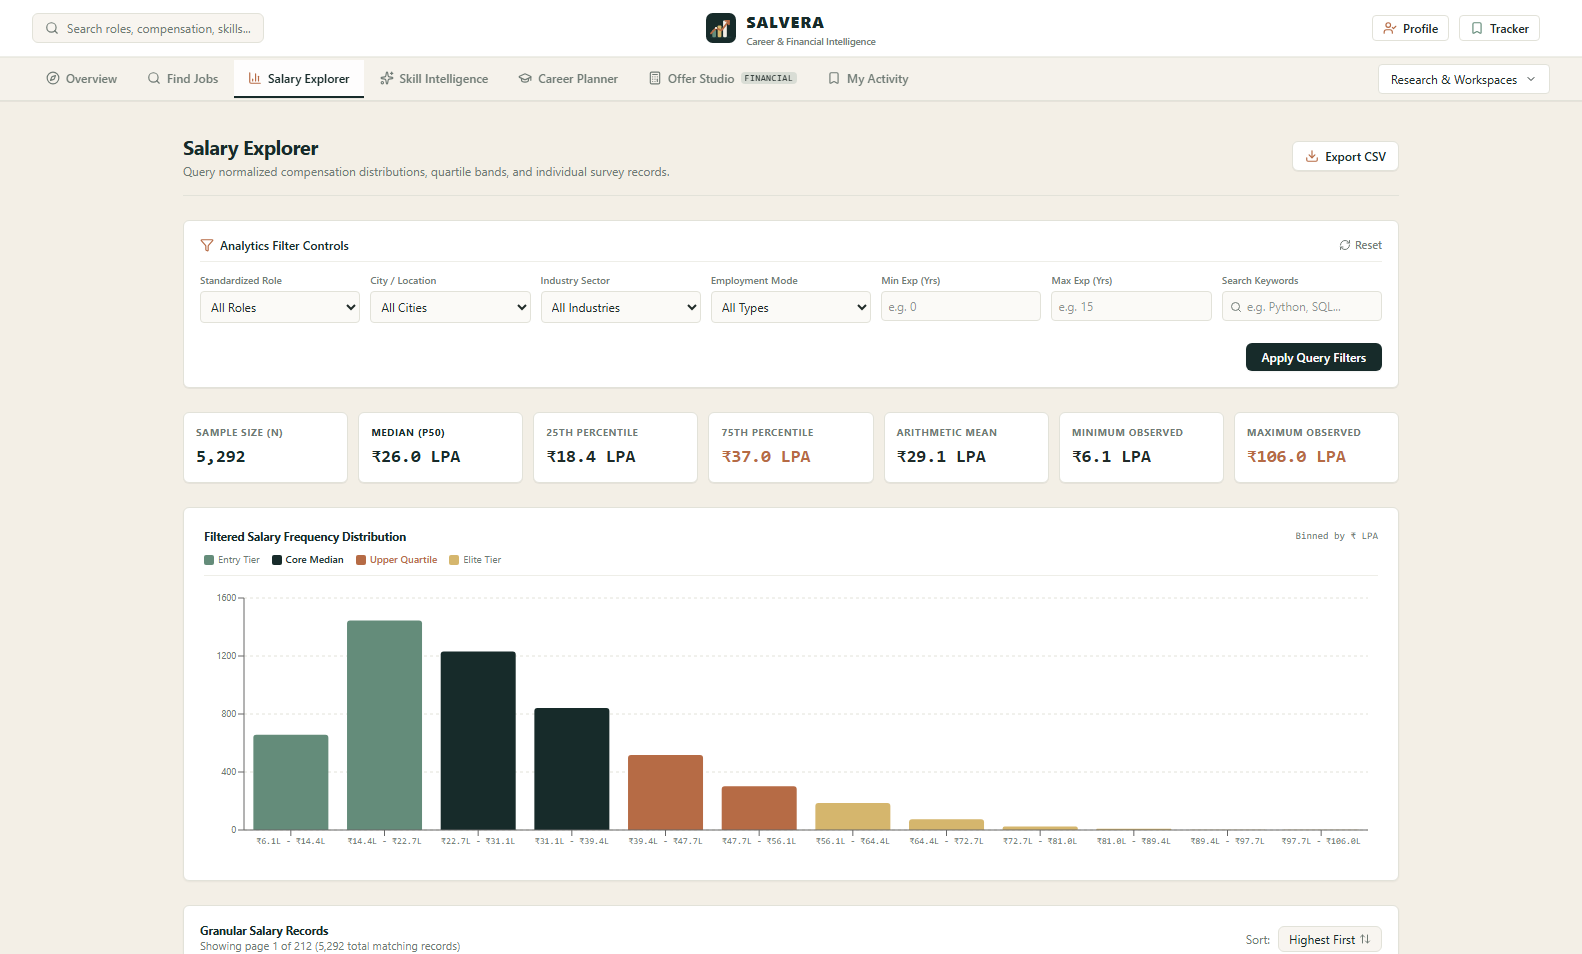 Search roles, compensation, skills...
SALVERA
Career & Financial Intelligence
Profile
Tracker
Overview
Find Jobs
Salary Explorer
Skill Intelligence
Career Planner
Offer Studio FINANCIAL
My Activity
Research & Workspaces
Salary Explorer
Query normalized compensation distributions, quartile bands, and individual survey records.
Export CSV
Analytics Filter Controls
Reset
Standardized Role
City / Location
Industry Sector
Employment Mode
Min Exp (Yrs)
Max Exp (Yrs)
Search Keywords
All Roles
All Cities
All Industries
All Types
e.g. 0
e.g. 15
e.g. Python, SQL...
Apply Query Filters
SAMPLE SIZE (N)
5,292
MEDIAN (P50)
₹26.0 LPA
25TH PERCENTILE
₹18.4 LPA
75TH PERCENTILE
₹37.0 LPA
ARITHMETIC MEAN
₹29.1 LPA
MINIMUM OBSERVED
₹6.1 LPA
MAXIMUM OBSERVED
₹106.0 LPA
Filtered Salary Frequency Distribution
Binned by ₹ LPA
Entry Tier
Core Median
Upper Quartile
Elite Tier
1600
1200
800
400
0
₹6.1L - ₹14.4L
₹14.4L - ₹22.7L
₹22.7L - ₹31.1L
₹31.1L - ₹39.4L
₹39.4L - ₹47.7L
₹47.7L - ₹56.1L
₹56.1L - ₹64.4L
₹64.4L - ₹72.7L
₹72.7L - ₹81.0L
₹81.0L - ₹89.4L
₹89.4L - ₹97.7L
₹97.7L - ₹106.0L
Granular Salary Records
Showing page 1 of 212 (5,292 total matching records)
Sort:
Highest First